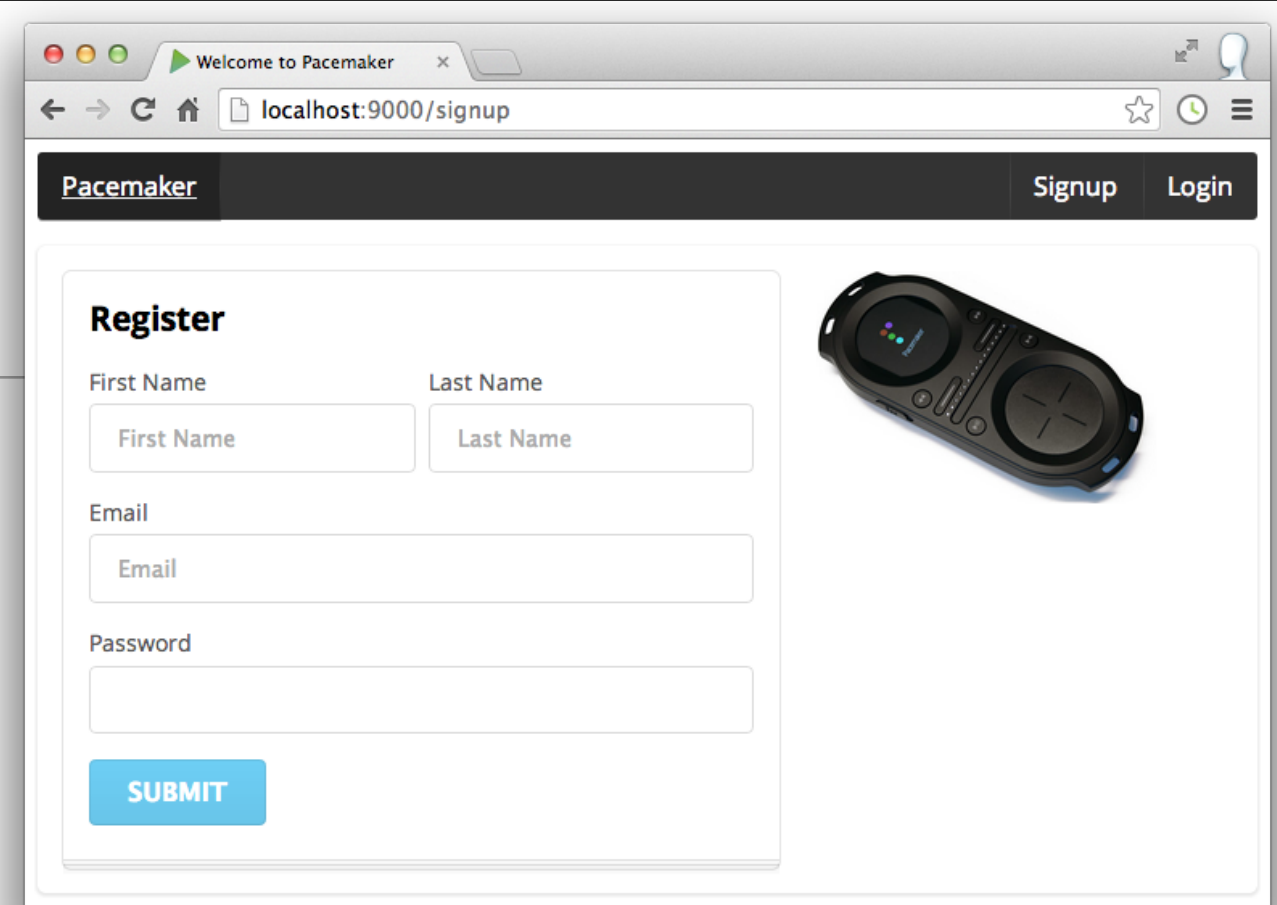 Welcome to Pacemaker
localhost:9000/signup
Pacemaker Signup Login
Register
First Name Last Name
First Name Last Name
Email
Email
Password
SUBMIT
Pacemaker